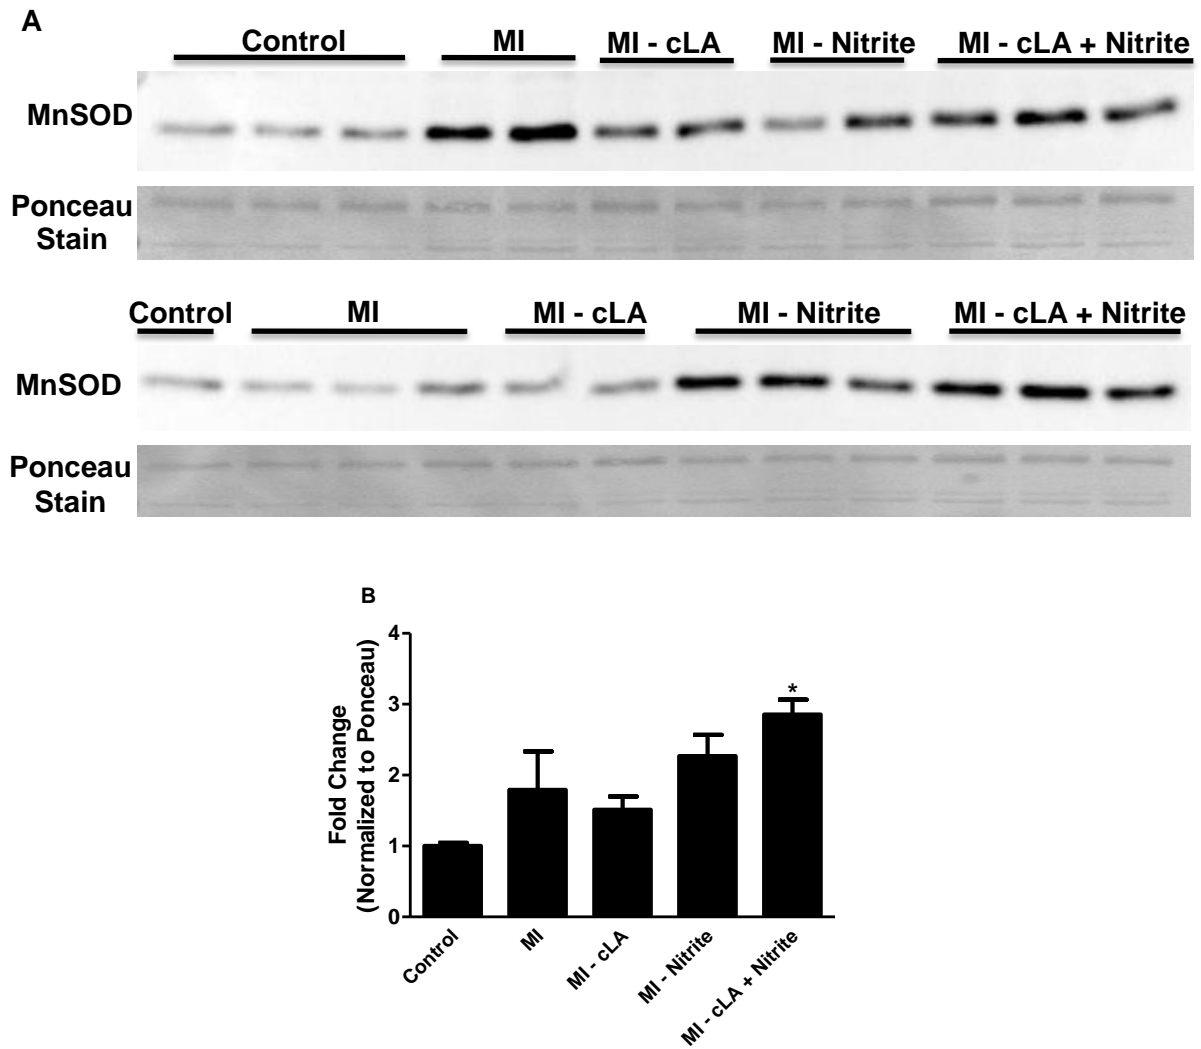 A
Control MI MI - cLA MI - Nitrite MI - cLA + Nitrite
MnSOD
Ponceau
Stain
Control MI MI - cLA MI - Nitrite MI - cLA + Nitrite
MnSOD
Ponceau
Stain
B
Fold Change
(Normalized to Ponceau)
4
3
2
1
0
*
Control
MI
MI - cLA
MI - Nitrite
MI - cLA + Nitrite